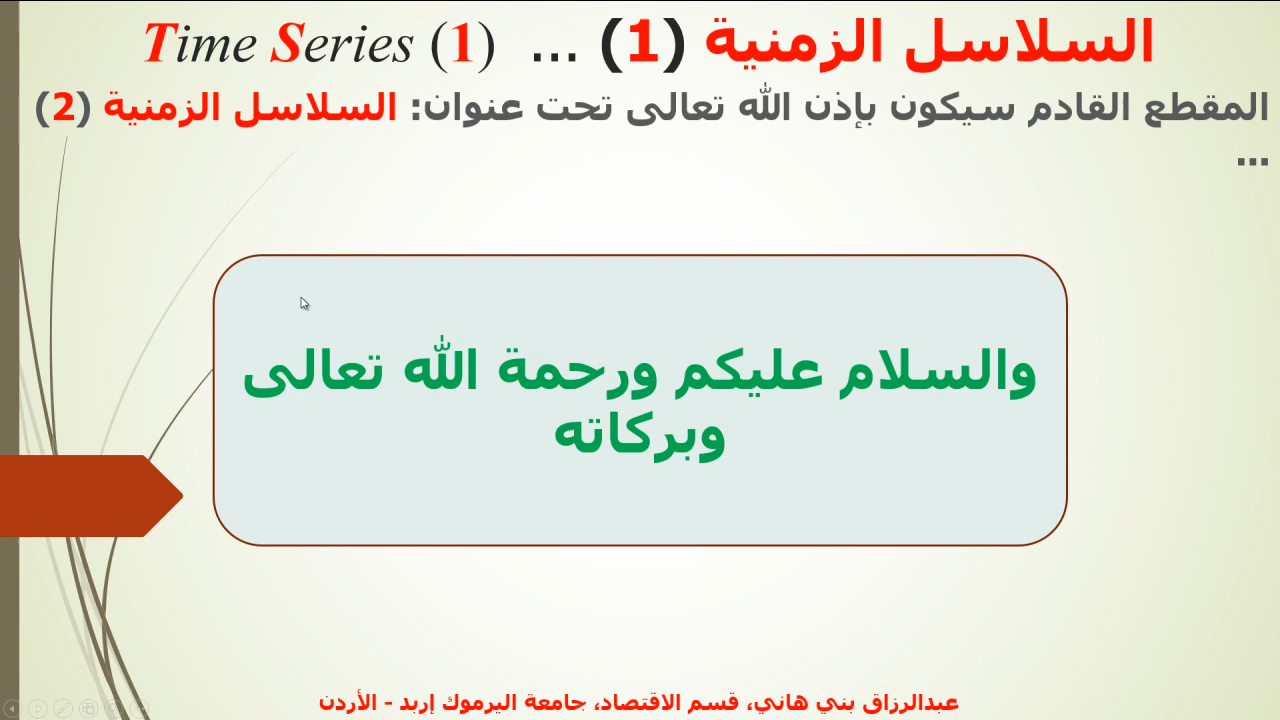 السلاسل الزمنية (1) ... Time Series (1)
المقطع القادم سيكون بإذن الله تعالى تحت عنوان: السلاسل الزمنية (2)
...
والسلام عليكم ورحمة الله تعالى
وبركاته
عبدالرزاق بني هاني، قسم الاقتصاد، جامعة اليرموك إربد - الأردن